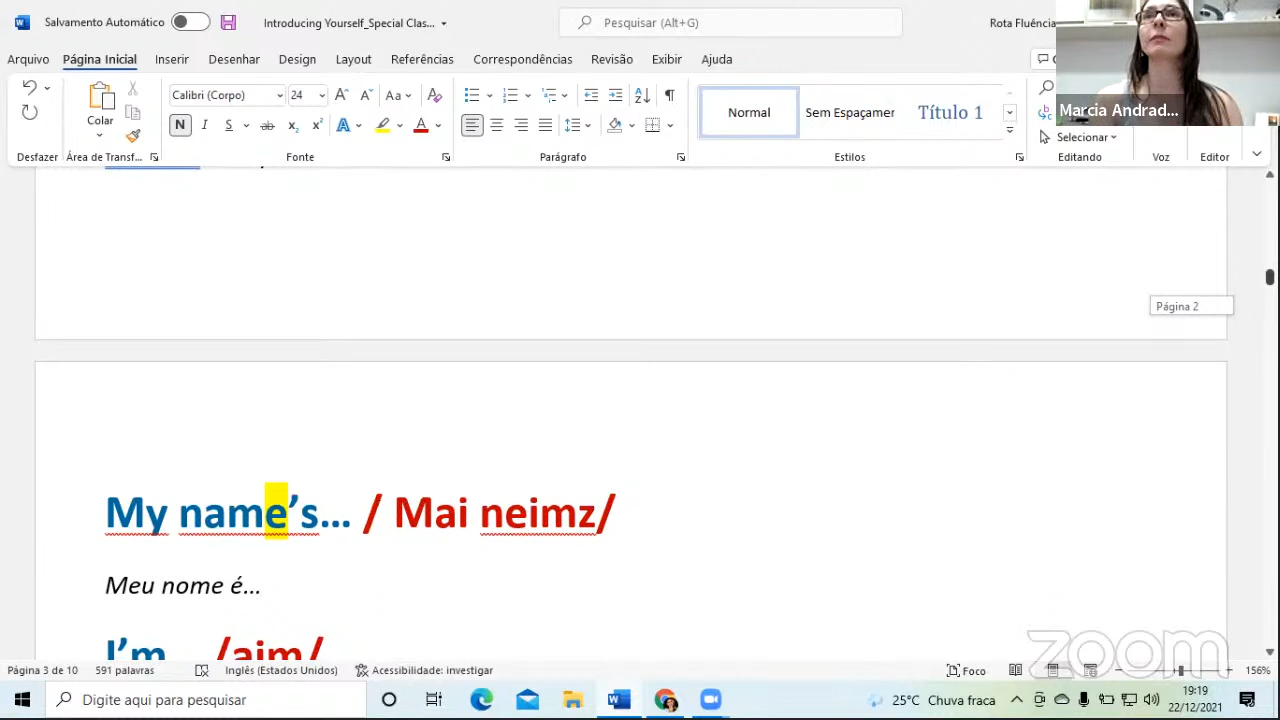 Salvamento Automático
Introducing Yourself_Special Clas...
Pesquisar (Alt+G)
Rota Fluência
Arquivo Página Inicial Inserir Desenhar Design Layout Referências Correspondências Revisão Exibir Ajuda
Marcia Andrad...
Colar
Calibri (Corpo) 24
Normal Sem Espaçamer Título 1
Selecionar
Desfazer Área de Transf... Fonte Parágrafo Estilos Editando Voz Editor
Página 2
My name’s... / Mai neimz/
Meu nome é...
I’m... /aim/
zoom
Página 3 de 10 591 palavras Inglês (Estados Unidos) Acessibilidade: investigar Foco 156%
Digite aqui para pesquisar
25°C Chuva fraca
19:19
22/12/2021